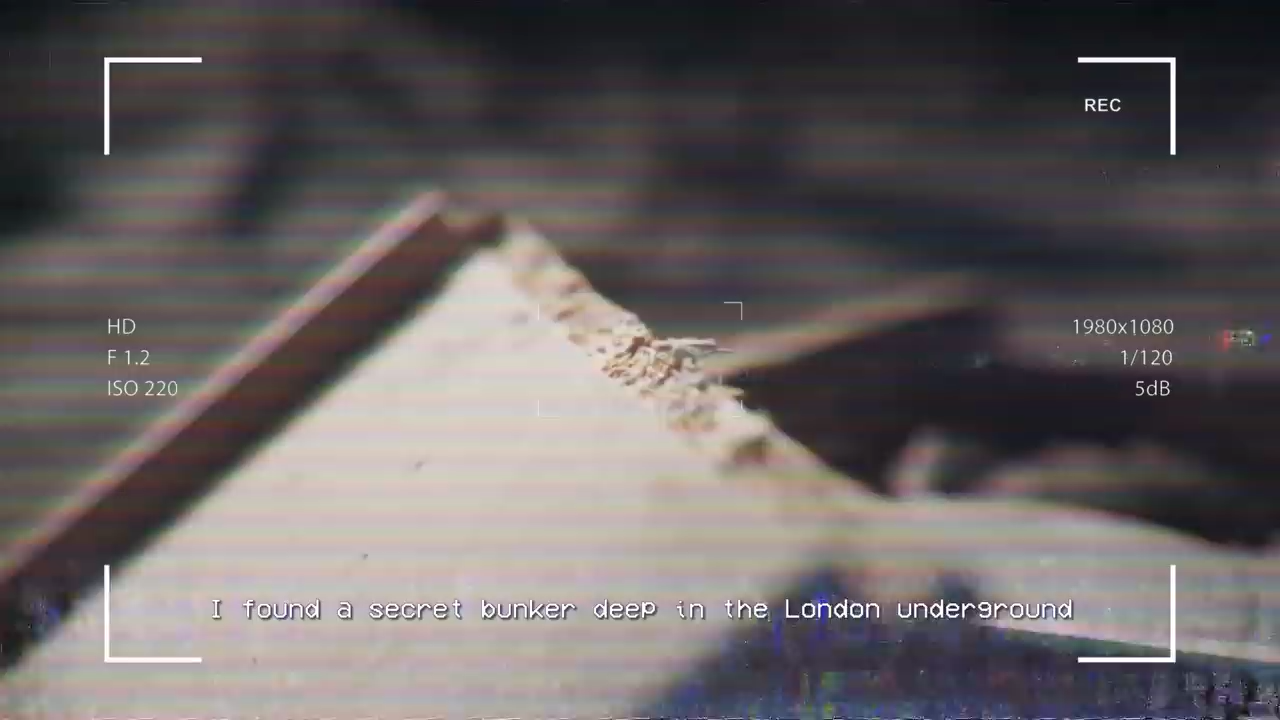 REC
HD
F 1.2
ISO 220
1980x1080
1/120
5dB
I found a secret bunker deep in the London underground